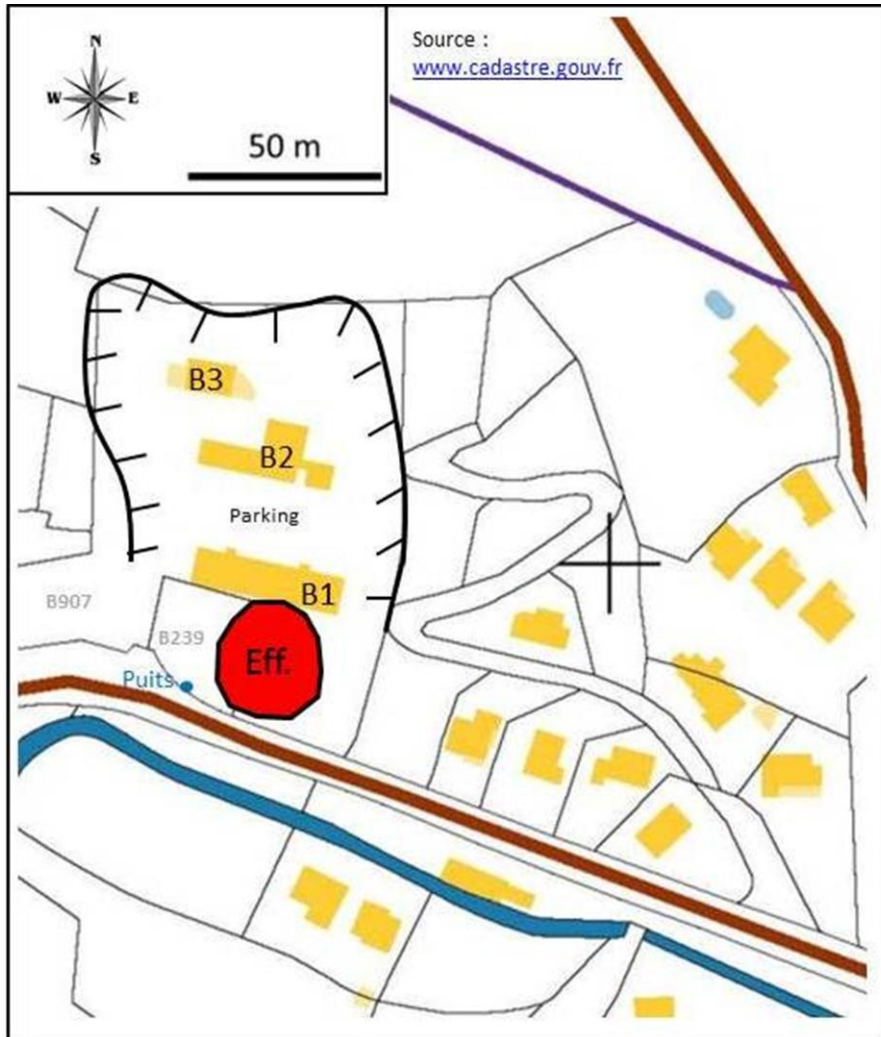 N
W E
S
50 m
Source :
www.cadastre.gouv.fr
B3
B2
Parking
B1
B907
B239
Eff.
Puits